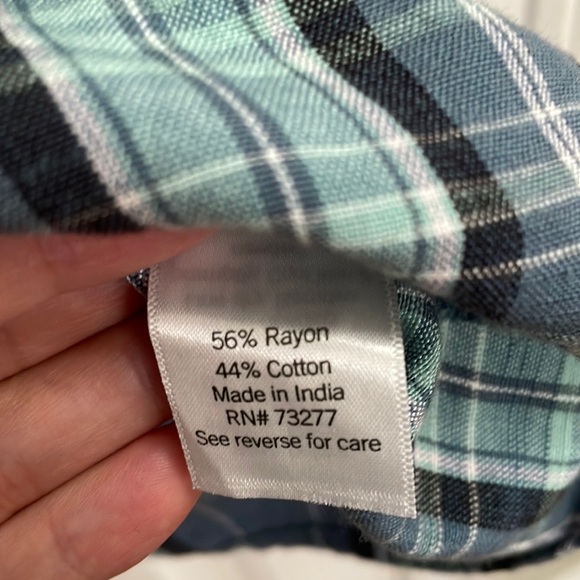 56% Rayon
44% Cotton
Made in India
RN# 73277
See reverse for care